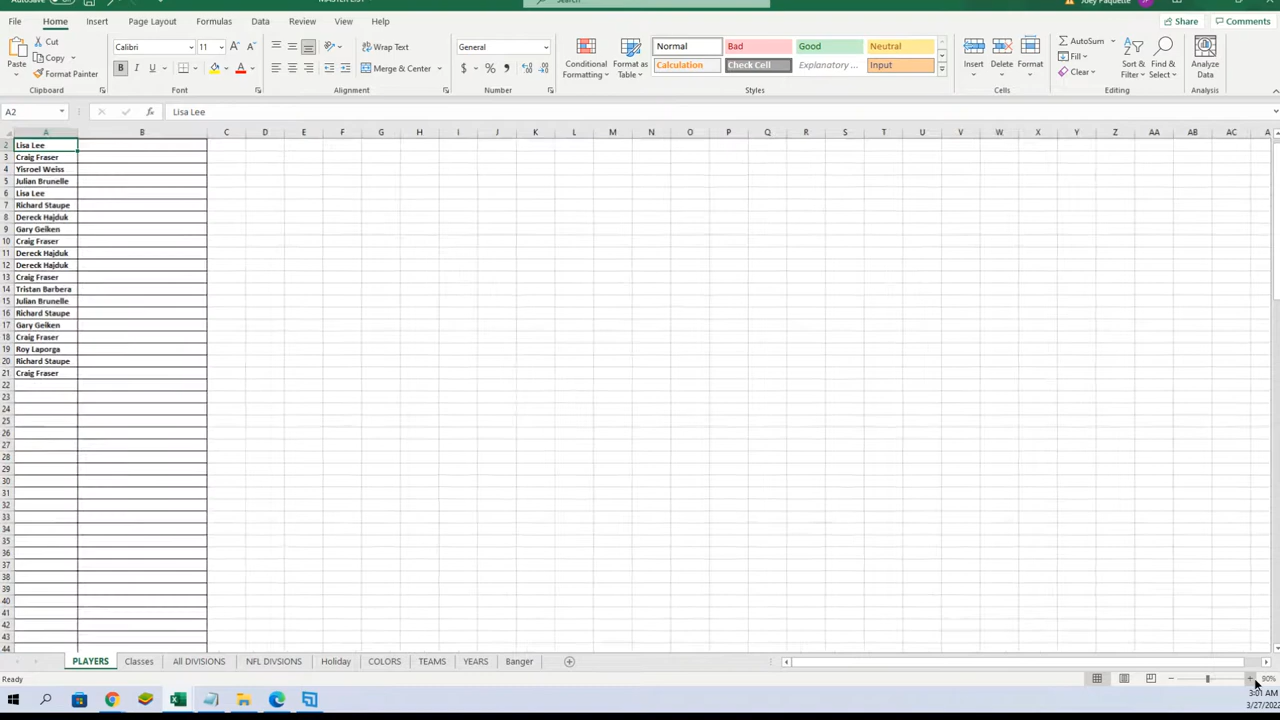 File Home Insert Page Layout Formulas Data Review View Help Share Comments
Cut
Copy
Format Painter
Paste
Clipboard
Calibri 11
Font
Wrap Text
Merge & Center
Alignment
General
Number
Conditional Formatting
Format as Table
Normal Bad Good Neutral
Calculation Check Cell Explanatory ... Input
Styles
Insert Delete Format
Cells
AutoSum
Fill
Clear
Sort & Filter
Find & Select
Editing
Analyze Data
Analysis
A2 fx Lisa Lee
A B C D E F G H I J K L M N O P Q R S T U V W X Y Z AA AB AC A
2 Lisa Lee
3 Craig Fraser
4 Yisroel Weiss
5 Julian Brunelle
6 Lisa Lee
7 Richard Staupe
8 Dereck Hajduk
9 Gary Geiken
10 Craig Fraser
11 Dereck Hajduk
12 Dereck Hajduk
13 Craig Fraser
14 Tristan Barbera
15 Julian Brunelle
16 Richard Staupe
17 Gary Geiken
18 Craig Fraser
19 Roy Laporga
20 Richard Staupe
21 Craig Fraser
22
23
24
25
26
27
28
29
30
31
32
33
34
35
36
37
38
39
40
41
42
43
44
PLAYERS Classes All DIVISIONS NFL DIVSIONS Holiday COLORS TEAMS YEARS Banger
Ready
3:01 AM